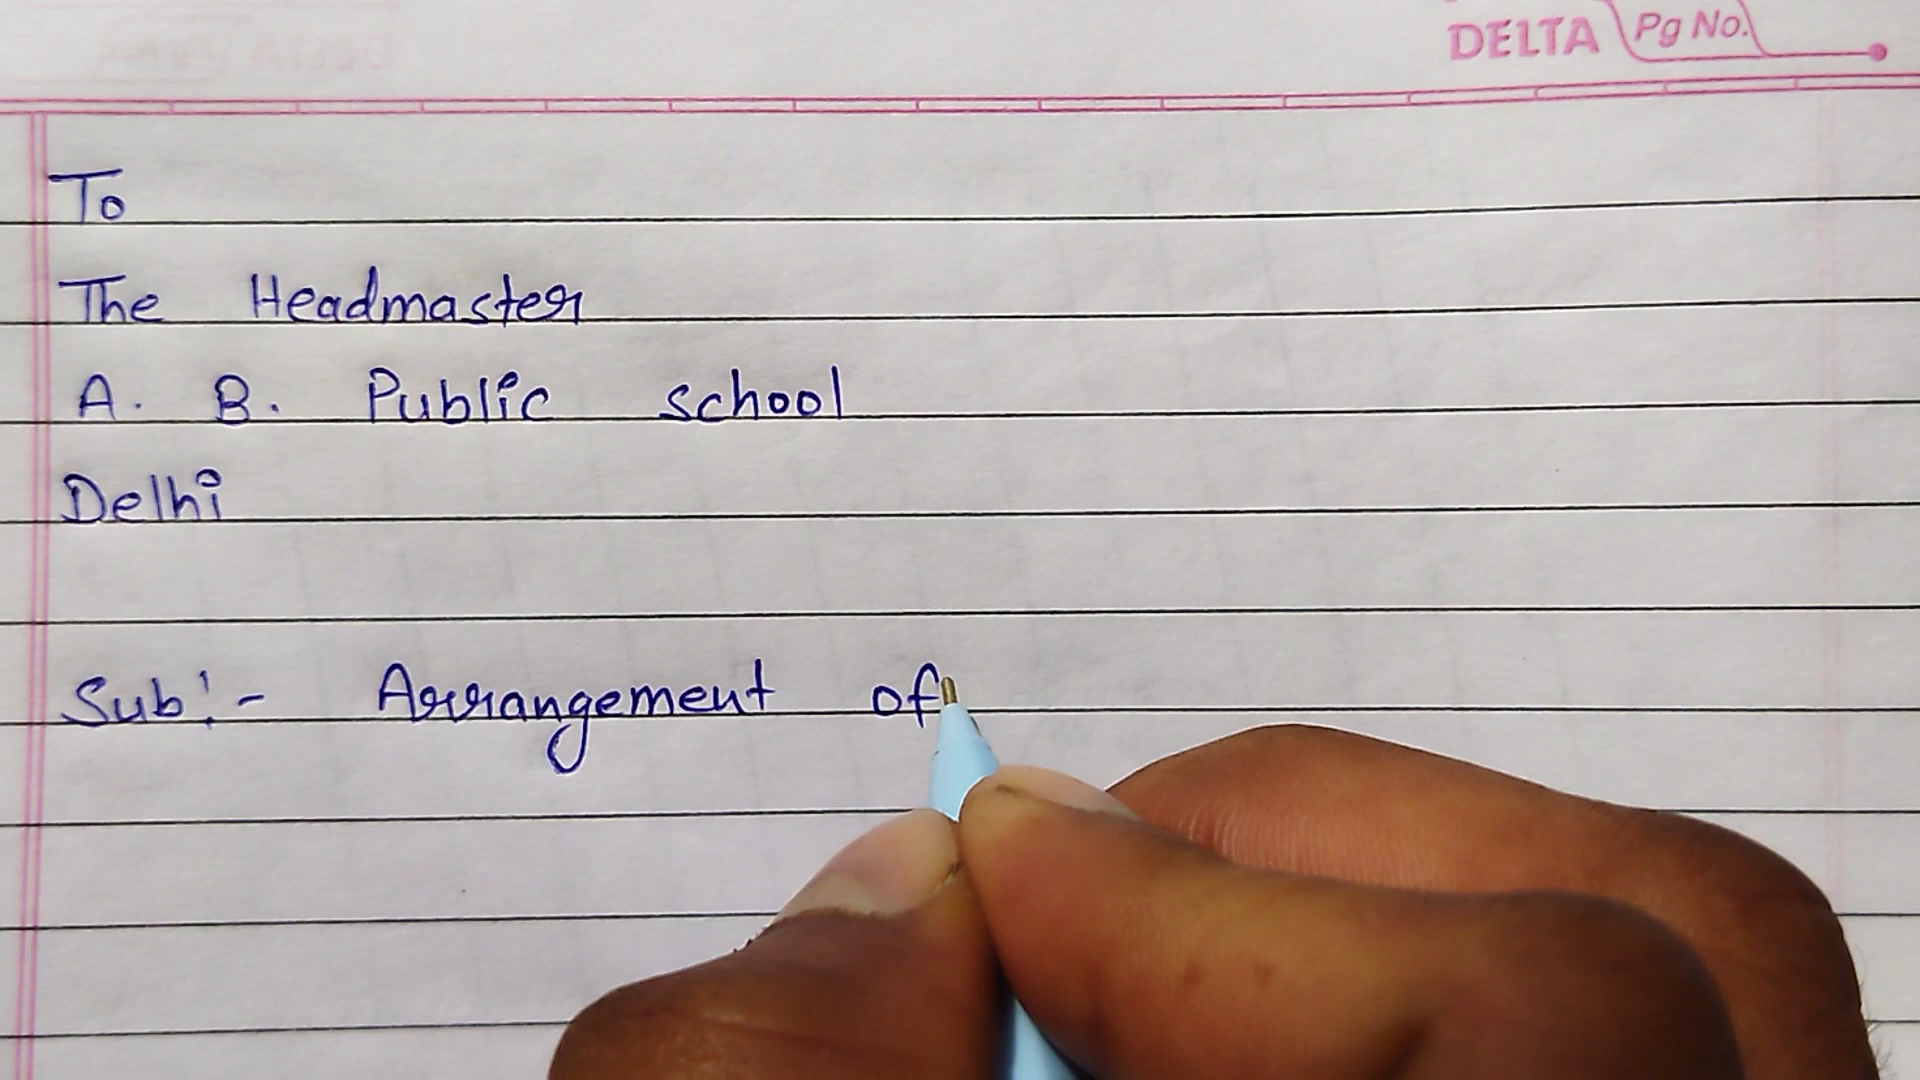 DELTA Pg No.
To
The Headmaster
A. B. Public school
Delhi
Sub:- Arrangement of